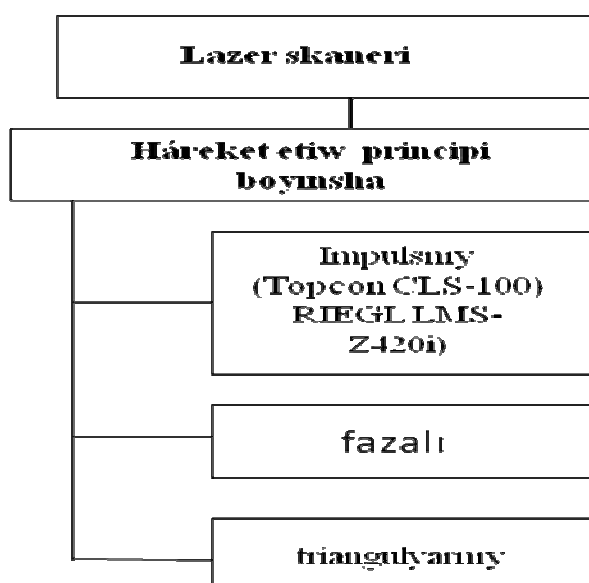 Lazer skaneri
Háreket etiw principi
boyınsha
Impulsnıy
(Topcon CLS-100)
RIEGL LMS-
Z420i)
fazalı
triangulyarnıy